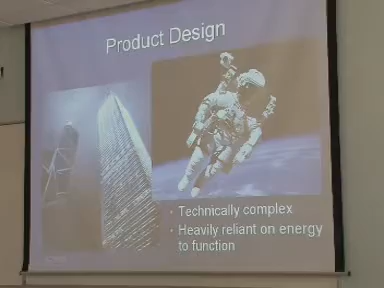 Product Design
• Technically complex
• Heavily reliant on energy
to function